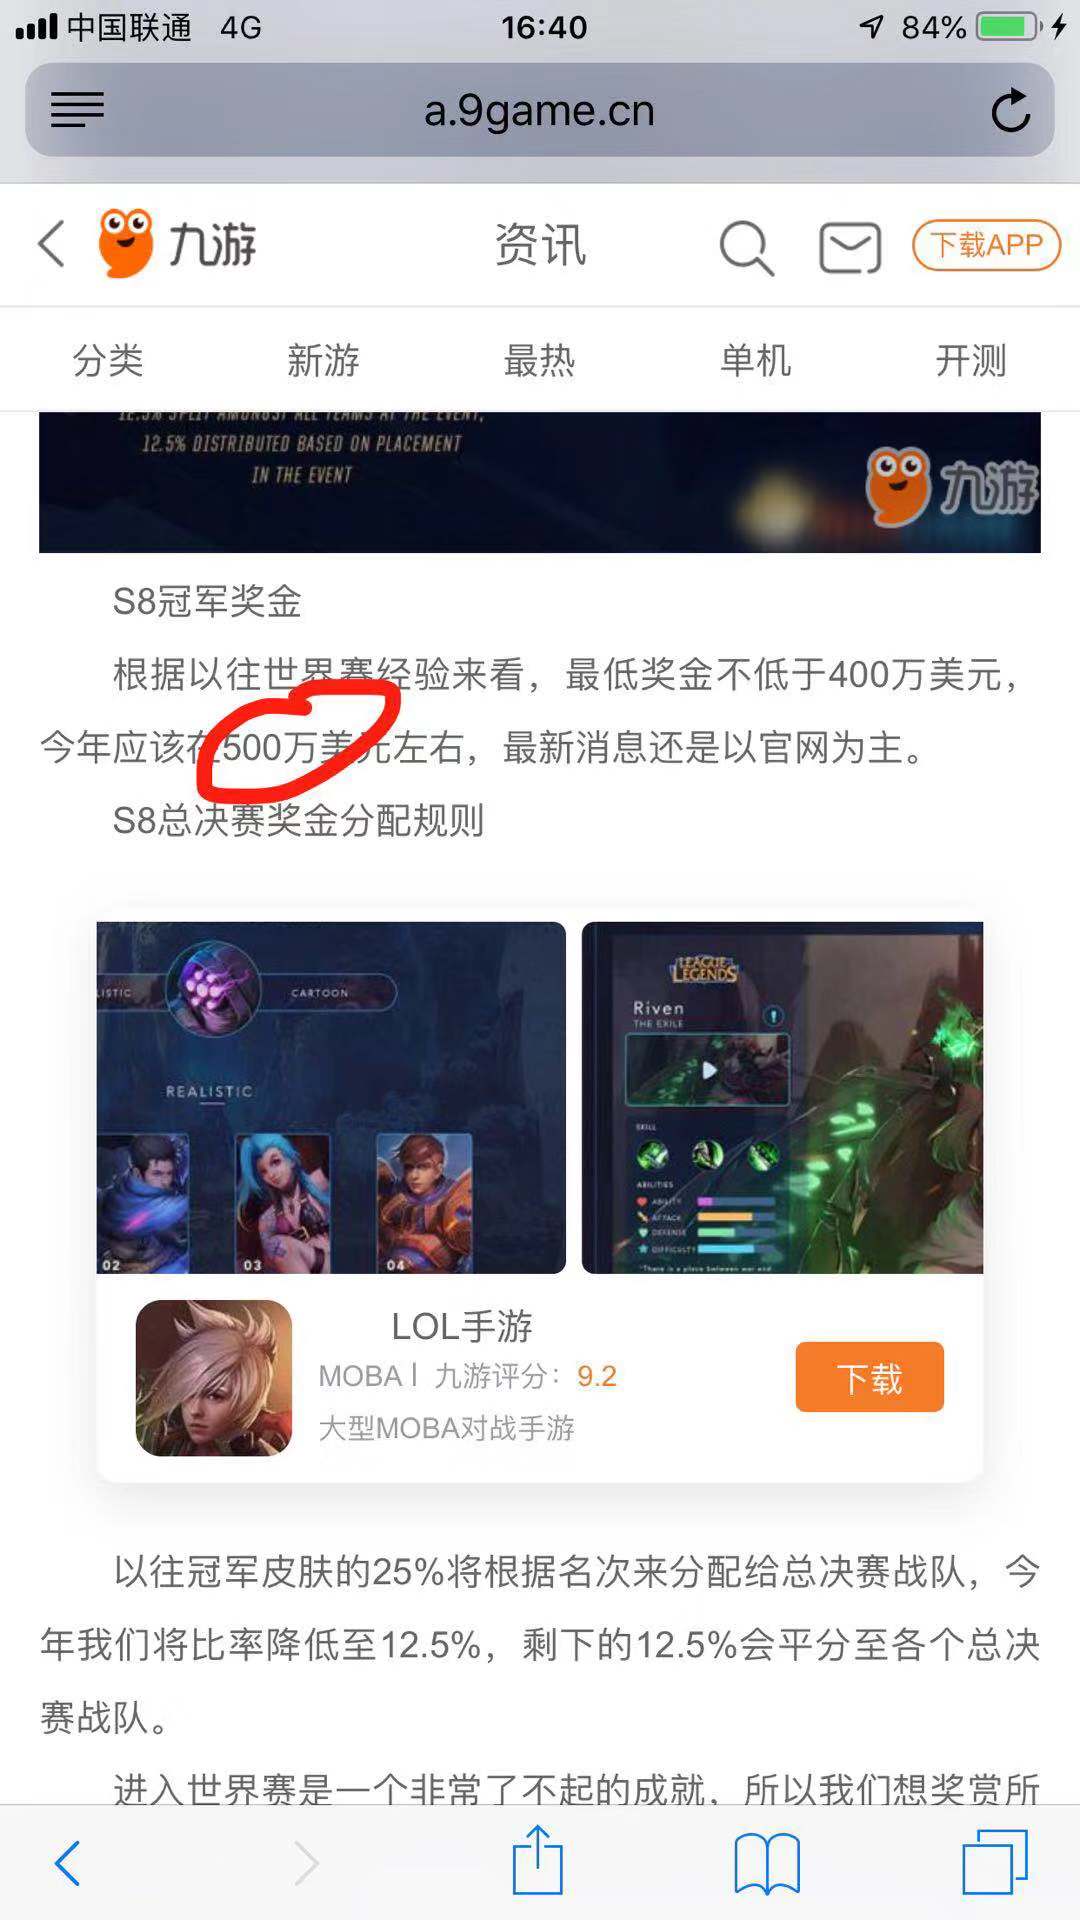 中国联通 4G 16:40 84%
a.9game.cn
九游 资讯 下载APP
分类 新游 最热 单机 开测
12.5% SPLIT AMONGST ALL TEAMS AT THE EVENT,
12.5% DISTRIBUTED BASED ON PLACEMENT
IN THE EVENT
九游
S8冠军奖金
根据以往世界赛经验来看，最低奖金不低于400万美元，
今年应该在500万美元左右，最新消息还是以官网为主。
S8总决赛奖金分配规则
CARTOON
REALISTIC
02 03 04
LEAGUE
LEGENDS
Riven
THE EXILE
SKILL
ABILITIES
ABILITY
ATTACK
DEFENSE
DIFFICULTY
"There is a place between war and
LOL手游
MOBA | 九游评分：9.2
大型MOBA对战手游
下载
以往冠军皮肤的25%将根据名次来分配给总决赛战队，今
年我们将比率降低至12.5%，剩下的12.5%会平分至各个总决
赛战队。
进入世界赛是一个非常了不起的成就，所以我们想奖赏所